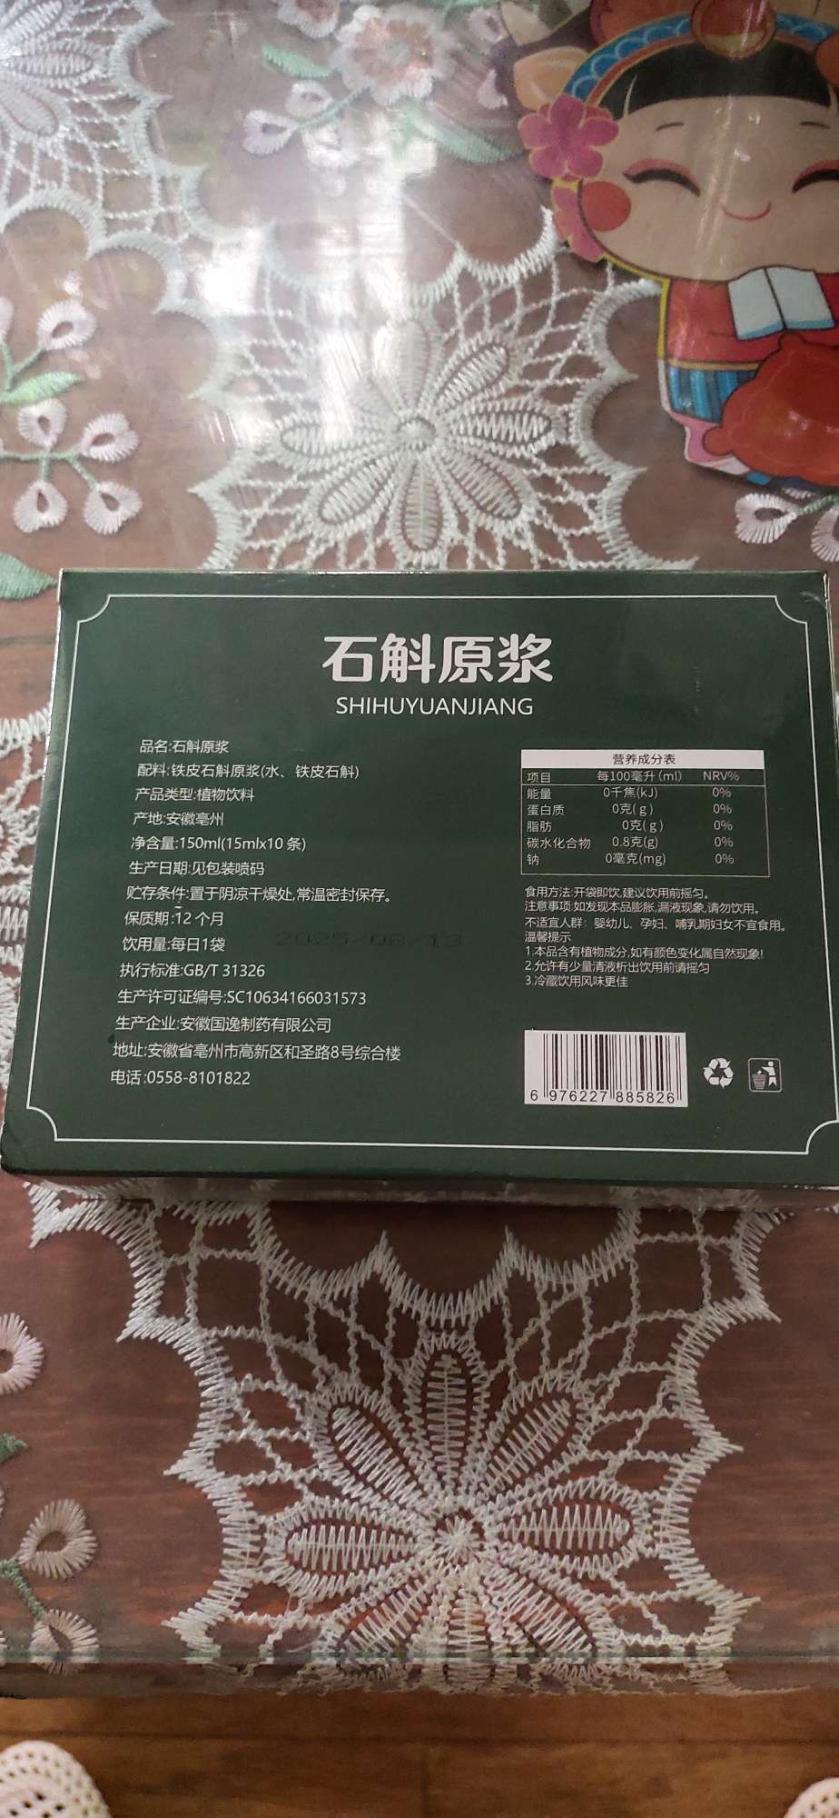 石斛原浆
SHIHUYUANJIANG
品名:石斛原浆
配料:铁皮石斛原浆(水、铁皮石斛)
产品类型:植物饮料
产地:安徽亳州
净含量:150ml(15mlx10 条)
生产日期:见包装喷码
贮存条件:置于阴凉干燥处,常温密封保存。
保质期:12 个月
饮用量:每日1袋
2025/08/13
执行标准:GB/T 31326
生产许可证编号:SC10634166031573
生产企业:安徽国逸制药有限公司
地址:安徽省亳州市高新区和圣路8号综合楼
电话:0558-8101822
营养成分表
项目 每100毫升(ml) NRV%
能量 0千焦(kJ) 0%
蛋白质 0克(g) 0%
脂肪 0克(g) 0%
碳水化合物 0.8克(g) 0%
钠 0毫克(mg) 0%
食用方法:开袋即饮,建议饮用前摇匀。
注意事项:如发现本品膨胀,漏液现象,请勿饮用。
不适宜人群：婴幼儿、孕妇、哺乳期妇女不宜食用。
温馨提示
1.本品含有植物成分,如有颜色变化属自然现象!
2.允许有少量清液析出饮用前请摇匀
3.冷藏饮用风味更佳
6 976227 885826